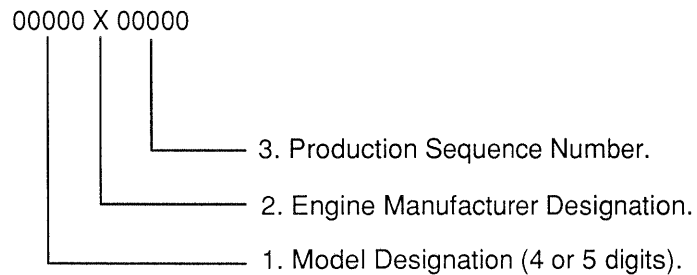 00000 X 00000
3. Production Sequence Number.
2. Engine Manufacturer Designation.
1. Model Designation (4 or 5 digits).